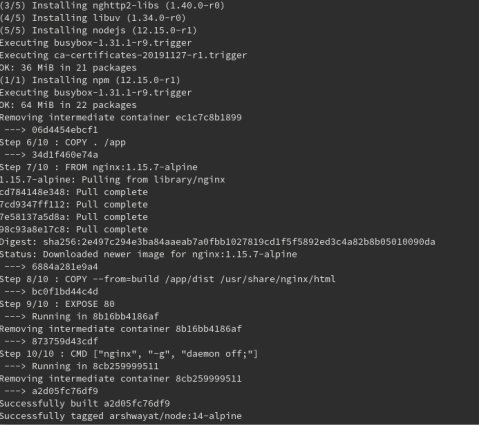 (3/5) Installing nghttp2-libs (1.40.0-r0)
(4/5) Installing libuv (1.34.0-r0)
(5/5) Installing nodejs (12.15.0-r1)
Executing busybox-1.31.1-r9.trigger
Executing ca-certificates-20191127-r1.trigger
OK: 36 MiB in 21 packages
(1/1) Installing npm (12.15.0-r1)
Executing busybox-1.31.1-r9.trigger
OK: 64 MiB in 22 packages
Removing intermediate container ec1c7c8b1899
---> 06d4454ebcf1
Step 6/10 : COPY . /app
---> 34d1f460e74a
Step 7/10 : FROM nginx:1.15.7-alpine
1.15.7-alpine: Pulling from library/nginx
cd784148e348: Pull complete
7cd9347ff112: Pull complete
7e58137a5d8a: Pull complete
98c93a8e17c8: Pull complete
Digest: sha256:2e497c294e3ba84aaeab7a0fbb1027819cd1f5f5892ed3c4a82b8b05010090da
Status: Downloaded newer image for nginx:1.15.7-alpine
---> 6884a281e9a4
Step 8/10 : COPY --from=build /app/dist /usr/share/nginx/html
---> bc0f1bd44c4d
Step 9/10 : EXPOSE 80
---> Running in 8b16bb4186af
Removing intermediate container 8b16bb4186af
---> 873759d43cdf
Step 10/10 : CMD ["nginx", "-g", "daemon off;"]
---> Running in 8cb259999511
Removing intermediate container 8cb259999511
---> a2d05fc76df9
Successfully built a2d05fc76df9
Successfully tagged arshwayat/node:14-alpine